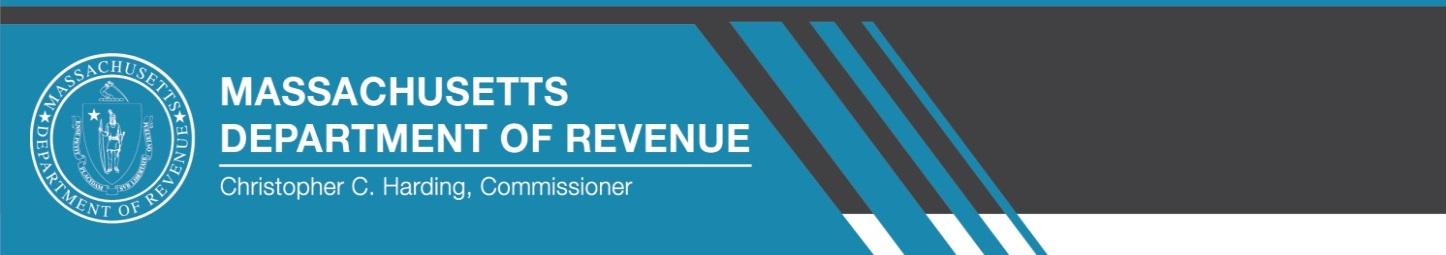 MASSACHUSETTS
DEPARTMENT OF REVENUE
Christopher C. Harding, Commissioner
MASSACHUSETTS
DEPARTMENT OF REVENUE